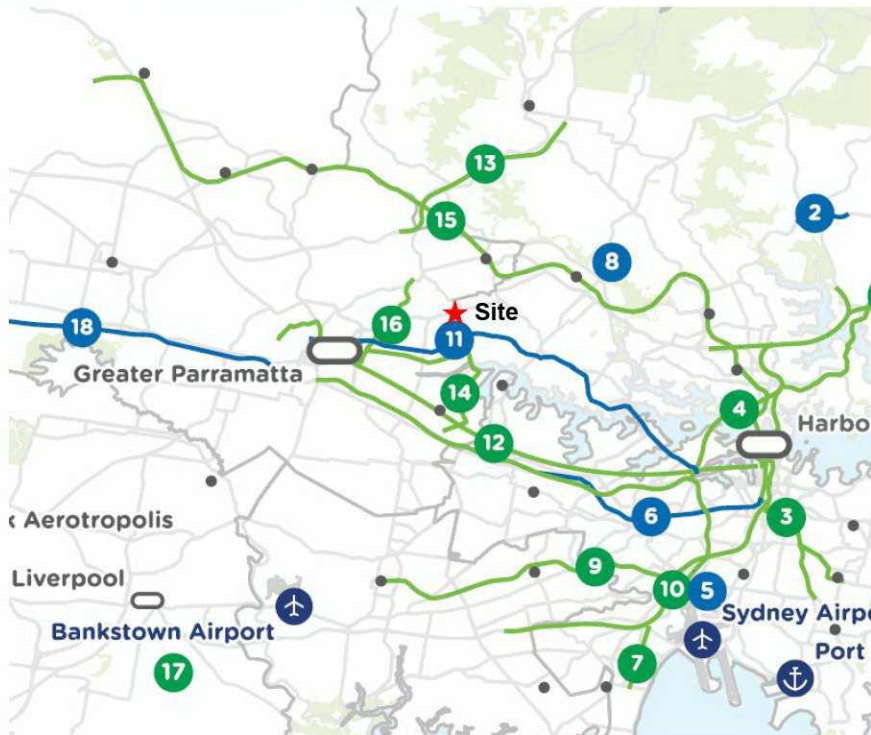 13
2
15
8
Site
18
16
11
Greater Parramatta
14
4
Harbo
12
6
3
x Aerotropolis
9
Liverpool
10
5
Bankstown Airport
Sydney Airp
17
7
Port